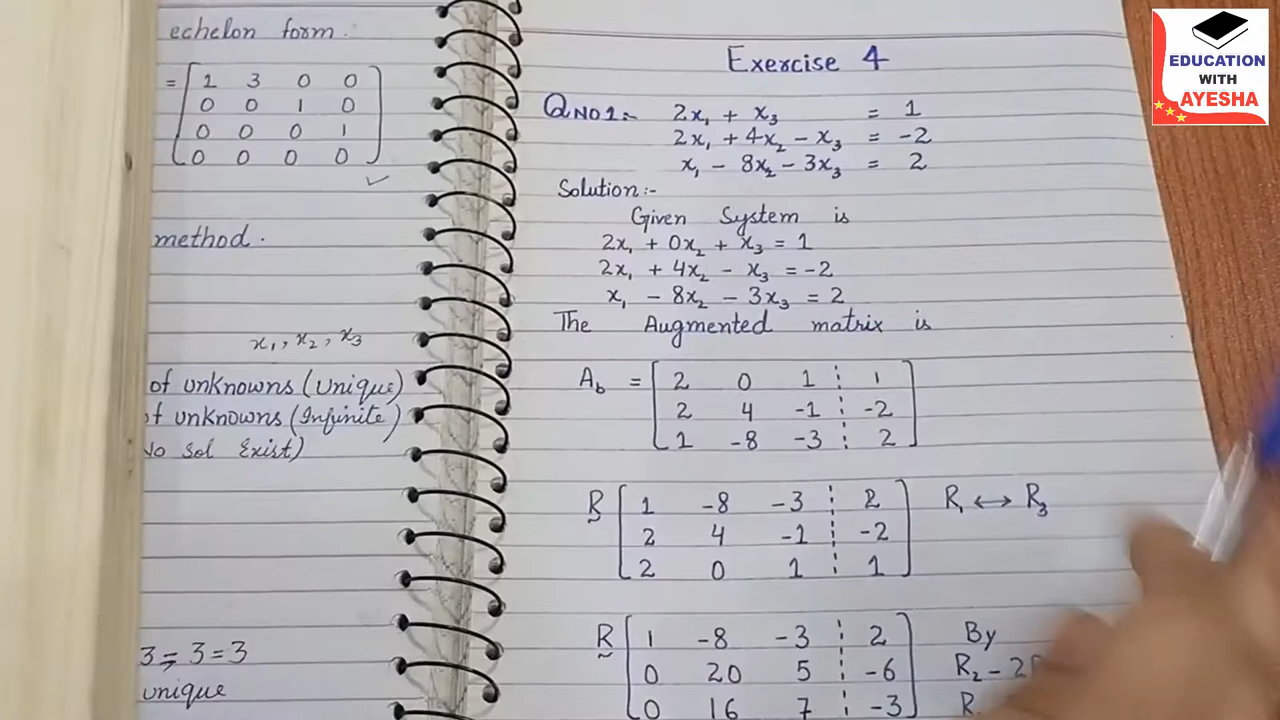 echelon form.
= [ 1 3 0 0
0 0 1 0
0 0 0 1
0 0 0 0 ]
method.
x₁, x₂, x₃
of unknowns (Unique)
of unknowns (Infinite)
No Sol Exist)
3 = 3 = 3
unique
Exercise 4
QNO1:- 2x₁ + x₃ = 1
2x₁ + 4x₂ - x₃ = -2
x₁ - 8x₂ - 3x₃ = 2
Solution:-
Given System is
2x₁ + 0x₂ + x₃ = 1
2x₁ + 4x₂ - x₃ = -2
x₁ - 8x₂ - 3x₃ = 2
The Augmented matrix is
A_b = [ 2 0 1 ⋮ 1
2 4 -1 ⋮ -2
1 -8 -3 ⋮ 2 ]
R [ 1 -8 -3 ⋮ 2 R₁ ↔ R₃
2 4 -1 ⋮ -2
2 0 1 ⋮ 1 ]
R [ 1 -8 -3 ⋮ 2 By
0 20 5 ⋮ -6 R₂ - 2
0 16 7 ⋮ -3 ] R
EDUCATION
WITH
AYESHA